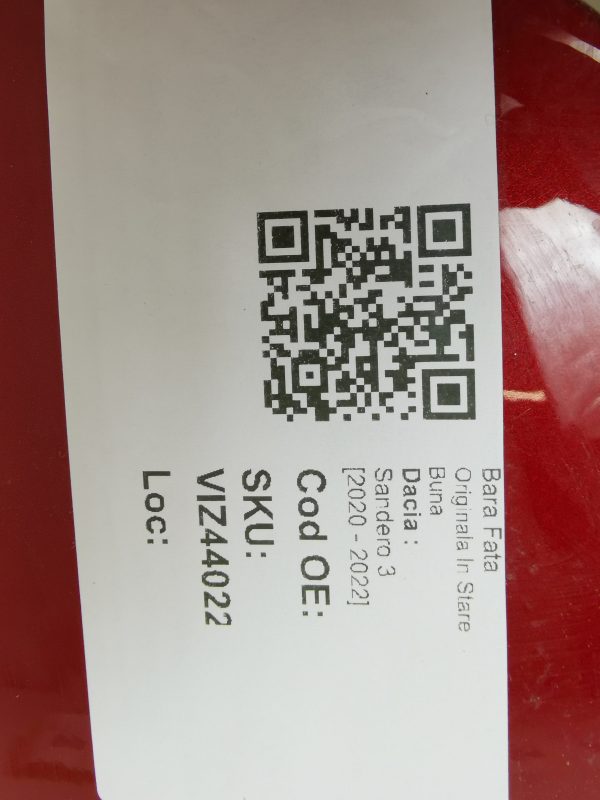 Bara Fata
Originala In Stare
Buna
Dacia :
Sandero 3
[2020 - 2022]
Cod OE:
SKU:
VIZ44022
Loc: